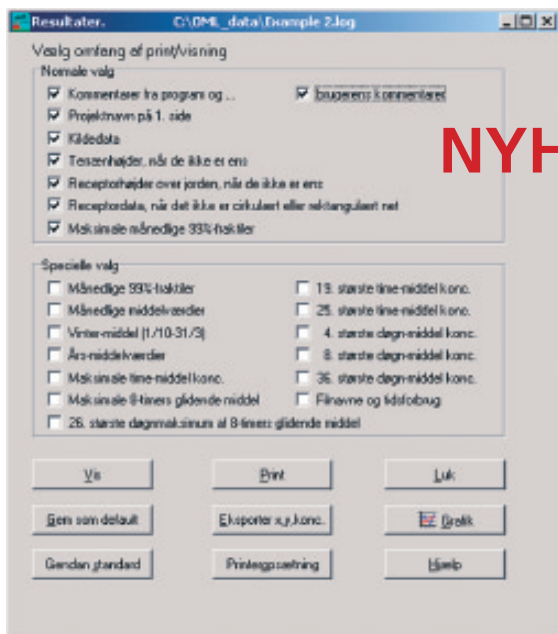 Resultater. C:\OML_data\Example 2.log
Vælg omfang af print/visning
Normale valg
Kommentarer fra program og ... brugerens kommentarer
Projektnavn på 1. side
Kildedata
Terrænhøjder, når de ikke er ens
Receptorhøjder over jorden, når de ikke er ens
Receptordata, når det ikke er cirkulært eller rektangulært net
Maksimale månedlige 99%-fraktiler
NYH
Specielle valg
Månedlige 99%-fraktiler
Månedlige middelværdier
Vinter-middel (1/10-31/3)
Års-middelværdier
Maksimale time-middel konc.
Maksimale 8-timers glidende middel
26. største døgnmaksimum af 8-timers glidende middel
19. største time-middel konc.
25. største time-middel konc.
4. største døgn-middel konc.
8. største døgn-middel konc.
36. største døgn-middel konc.
Filnavne og tidsforbrug
Vis Print Luk
Gem som default Eksporter x,y,konc. Grafik
Gendan standard Printeropsætning Hjælp